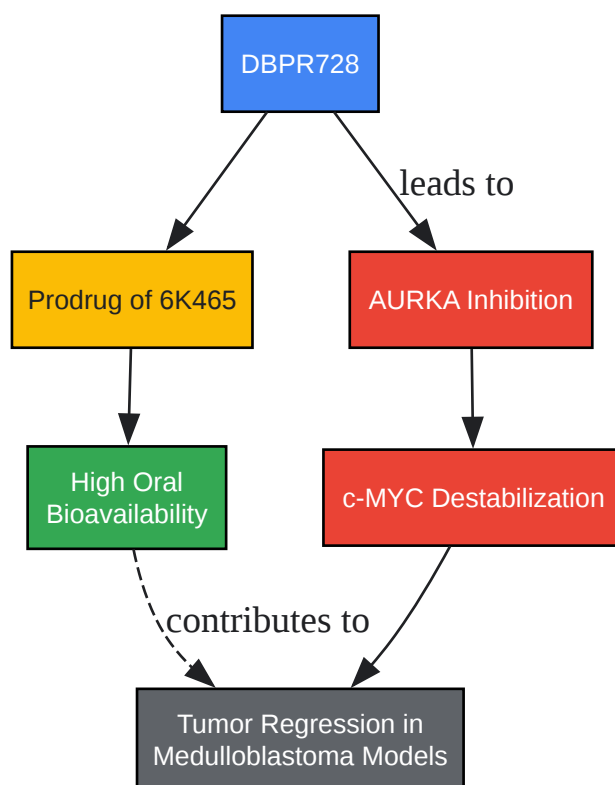 DBPR728
leads to
Prodrug of 6K465
AURKA Inhibition
High Oral
Bioavailability
c-MYC Destabilization
contributes to
Tumor Regression in
Medulloblastoma Models